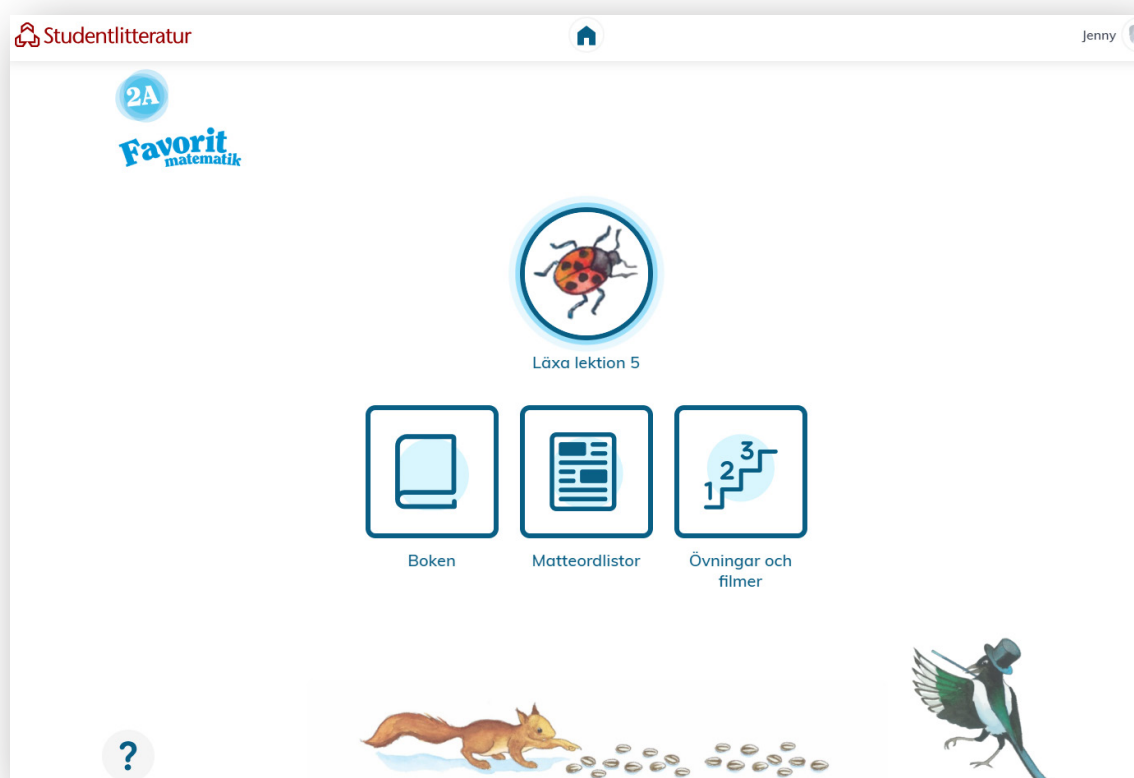 Studentlitteratur
Jenny
2A
Favorit
matematik
Läxa lektion 5
1 2 3
Boken
Matteordlistor
Övningar och
filmer
?